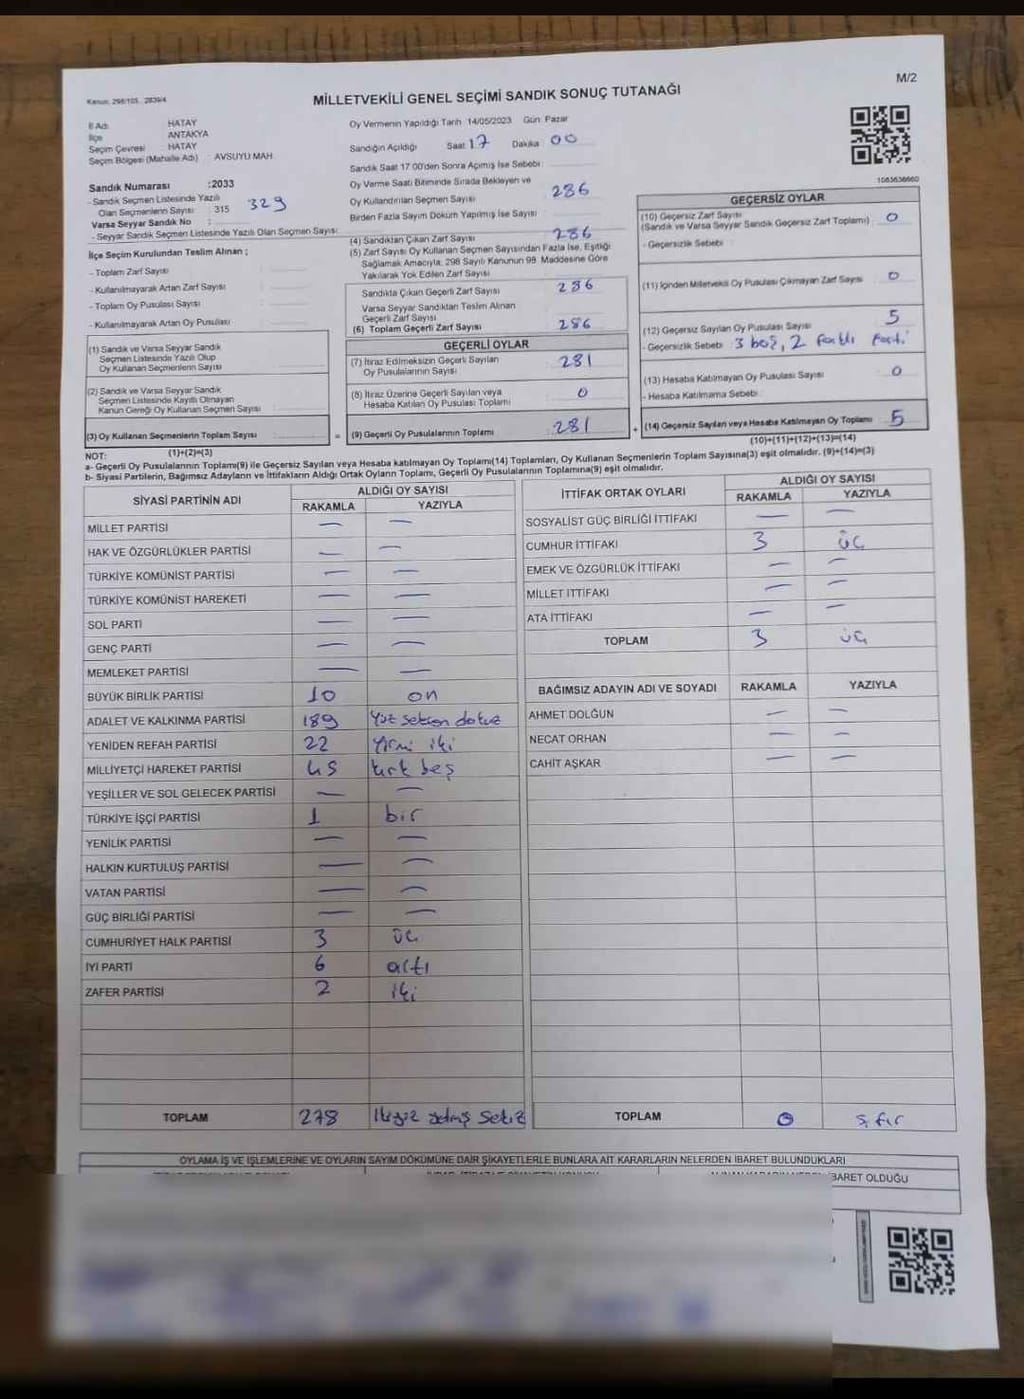 Kanun: 298/105, 2839/4
MİLLETVEKİLİ GENEL SEÇİMİ SANDIK SONUÇ TUTANAĞI
M/2
İl Adı HATAY
İlçe ANTAKYA
Seçim Çevresi HATAY
Seçim Bölgesi (Mahalle Adı) AVSUYU MAH.
Sandık Numarası :2033
- Sandık Seçmen Listesinde Yazılı
Olan Seçmenlerin Sayısı : 315 329
Varsa Seyyar Sandık No
- Seyyar Sandık Seçmen Listesinde Yazılı Olan Seçmen Sayısı:
İlçe Seçim Kurulundan Teslim Alınan ;
- Toplam Zarf Sayısı
- Kullanılmayarak Artan Zarf Sayısı
- Toplam Oy Pusulası Sayısı
- Kullanılmayarak Artan Oy Pusulası
(1) Sandık ve Varsa Seyyar Sandık
Seçmen Listesinde Yazılı Olup
Oy Kullanan Seçmenlerin Sayısı
(2) Sandık ve Varsa Seyyar Sandık
Seçmen Listesinde Kayıtlı Olmayan
Kanun Gereği Oy Kullanan Seçmen Sayısı
(3) Oy Kullanan Seçmenlerin Toplam Sayısı =
(1)+(2)=(3)
Oy Vermenin Yapıldığı Tarih 14/05/2023 Gün: Pazar
Sandığın Açıldığı Saat 17 Dakika 00
Sandık Saat 17.00'den Sonra Açımış İse Sebebi
Oy Verme Saati Bitiminde Sırada Bekleyen ve
Oy Kullandırılan Seçmen Sayısı 286
Birden Fazla Sayım Döküm Yapılmış İse Sayısı
(4) Sandıktan Çıkan Zarf Sayısı 286
(5) Zarf Sayısı Oy Kullanan Seçmen Sayısından Fazla İse, Eşitliği
Sağlamak Amacıyla, 298 Sayılı Kanunun 98. Maddesine Göre
Yakılarak Yok Edilen Zarf Sayısı
Sandıkta Çıkan Geçerli Zarf Sayısı 286
Varsa Seyyar Sandıktan Teslim Alınan
Geçerli Zarf Sayısı
(6) Toplam Geçerli Zarf Sayısı 286
GEÇERLİ OYLAR
(7) İtiraz Edilmeksizin Geçerli Sayılan
Oy Pusulalarının Sayısı 281
(8) İtiraz Üzerine Geçerli Sayılan veya
Hesaba Katılan Oy Pusulası Toplamı 0
(9) Geçerli Oy Pusulalarının Toplamı 281 +
1083636660
GEÇERSİZ OYLAR
(10) Geçersiz Zarf Sayısı
(Sandık ve Varsa Seyyar Sandık Geçersiz Zarf Toplamı) 0
- Geçersizlik Sebebi
(11) İçinden Milletvekili Oy Pusulası Çıkmayan Zarf Sayısı 0
(12) Geçersiz Sayılan Oy Pusulası Sayısı 5
- Geçersizlik Sebebi 3 boş, 2 farklı parti
(13) Hesaba Katılmayan Oy Pusulası Sayısı 0
- Hesaba Katılmama Sebebi
(14) Geçersiz Sayılan veya Hesaba Katılmayan Oy Toplamı 5
(10)+(11)+(12)+(13)=(14)
NOT:
a- Geçerli Oy Pusulalarının Toplamı(9) ile Geçersiz Sayılan veya Hesaba katılmayan Oy Toplamı(14) Toplamları, Oy Kullanan Seçmenlerin Toplam Sayısına(3) eşit olmalıdır. (9)+(14)=(3)
b- Siyasi Partilerin, Bağımsız Adayların ve İttifakların Aldığı Ortak Oyların Toplamı, Geçerli Oy Pusulalarının Toplamına(9) eşit olmalıdır.
SİYASİ PARTİNİN ADI ALDIĞI OY SAYISI
RAKAMLA YAZIYLA
MİLLET PARTİSİ — —
HAK VE ÖZGÜRLÜKLER PARTİSİ — —
TÜRKİYE KOMÜNİST PARTİSİ — —
TÜRKİYE KOMÜNİST HAREKETİ — —
SOL PARTİ — —
GENÇ PARTİ — —
MEMLEKET PARTİSİ — —
BÜYÜK BİRLİK PARTİSİ 10 on
ADALET VE KALKINMA PARTİSİ 189 Yüz seksen dokuz
YENİDEN REFAH PARTİSİ 22 Yirmi iki
MİLLİYETÇİ HAREKET PARTİSİ 45 kırk beş
YEŞİLLER VE SOL GELECEK PARTİSİ — —
TÜRKİYE İŞÇİ PARTİSİ 1 bir
YENİLİK PARTİSİ — —
HALKIN KURTULUŞ PARTİSİ — —
VATAN PARTİSİ — —
GÜÇ BİRLİĞİ PARTİSİ — —
CUMHURİYET HALK PARTİSİ 3 üç
İYİ PARTİ 6 altı
ZAFER PARTİSİ 2 iki
TOPLAM 278 İkiyüz yetmiş sekiz
İTTİFAK ORTAK OYLARI ALDIĞI OY SAYISI
RAKAMLA YAZIYLA
SOSYALİST GÜÇ BİRLİĞİ İTTİFAKI — —
CUMHUR İTTİFAKI 3 üç
EMEK VE ÖZGÜRLÜK İTTİFAKI — —
MİLLET İTTİFAKI — —
ATA İTTİFAKI — —
TOPLAM 3 üç
BAĞIMSIZ ADAYIN ADI VE SOYADI RAKAMLA YAZIYLA
AHMET DOLĞUN — —
NECAT ORHAN — —
CAHİT AŞKAR — —
TOPLAM 0 sıfır
OYLAMA İŞ VE İŞLEMLERİNE VE OYLARIN SAYIM DÖKÜMÜNE DAİR ŞİKAYETLERLE BUNLARA AİT KARARLARIN NELERDEN İBARET BULUNDUKLARI
İBARET OLDUĞU